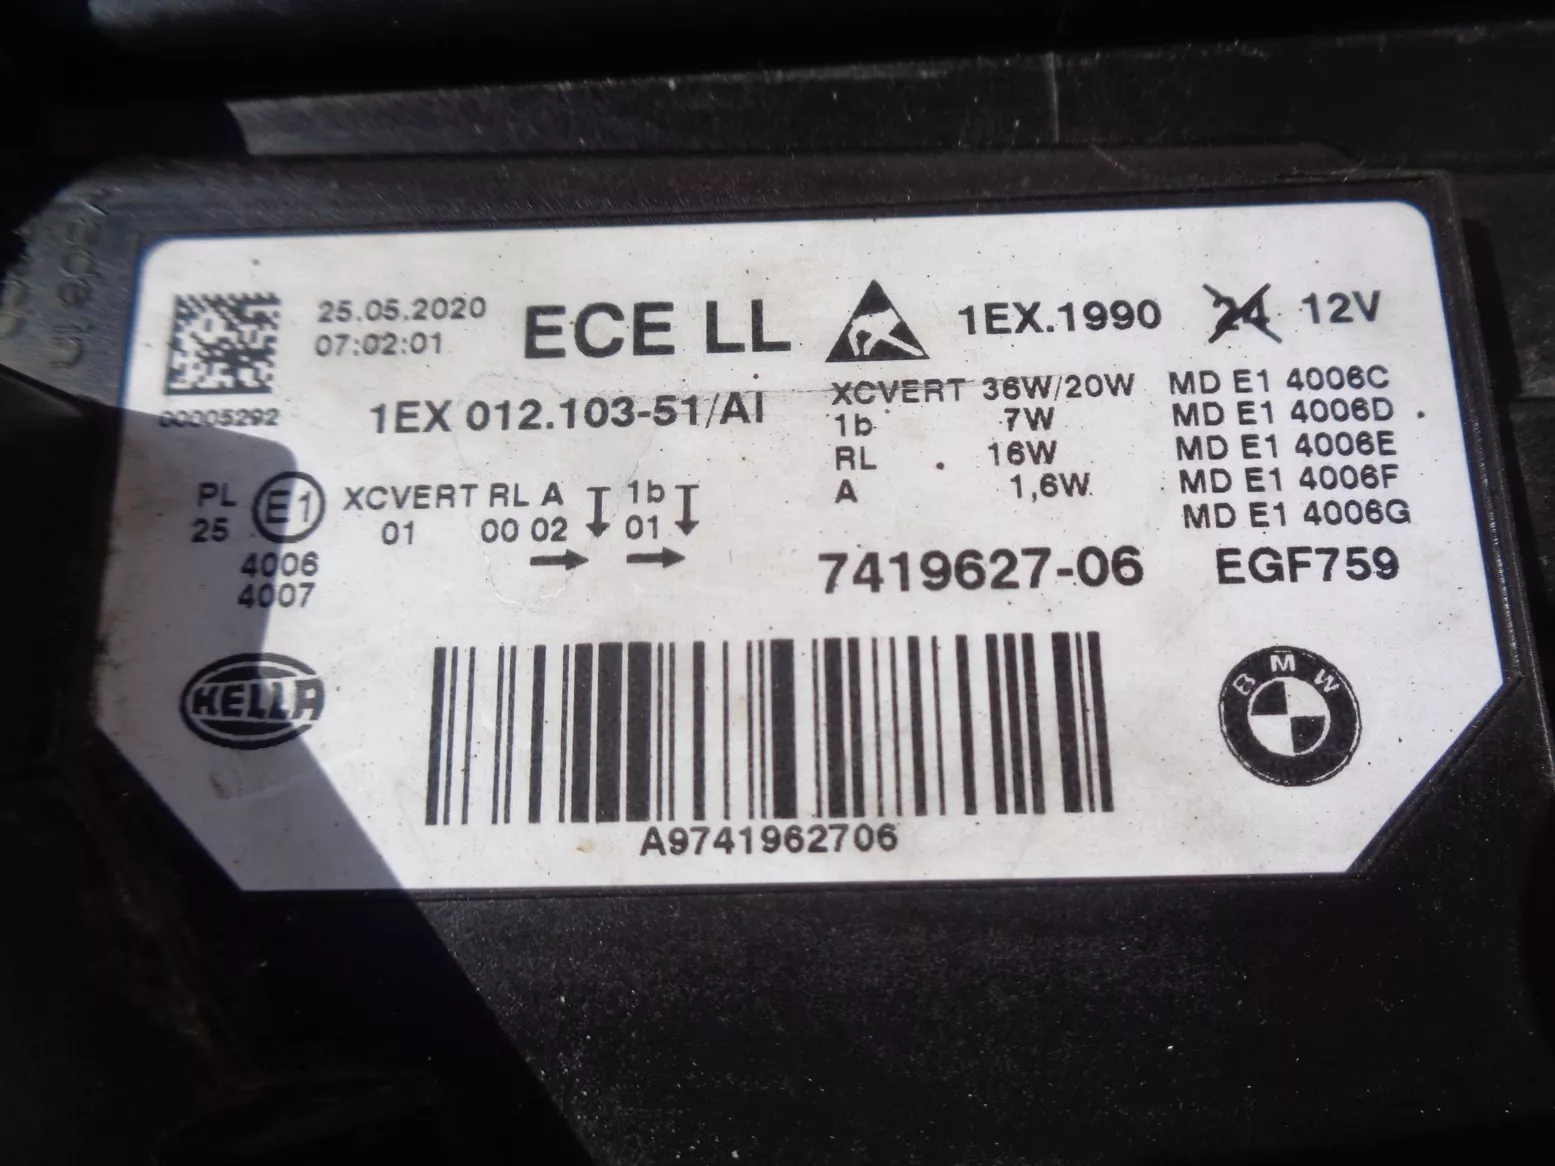 25.05.2020
07:02:01
ECE LL
1EX.1990 24 12V
00005292
1EX 012.103-51/AI
XCVERT 36W/20W MD E1 4006C
1b 7W MD E1 4006D
RL 16W MD E1 4006E
A 1,6W MD E1 4006F
MD E1 4006G
PL E1 XCVERT RL A 1b
25 01 00 02 01
4006
4007
7419627-06 EGF759
HELLA
BMW
A9741962706